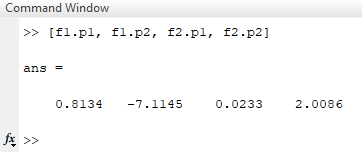 Command Window
>> [f1.p1, f1.p2, f2.p1, f2.p2]
ans =
0.8134 -7.1145 0.0233 2.0086
fx >>